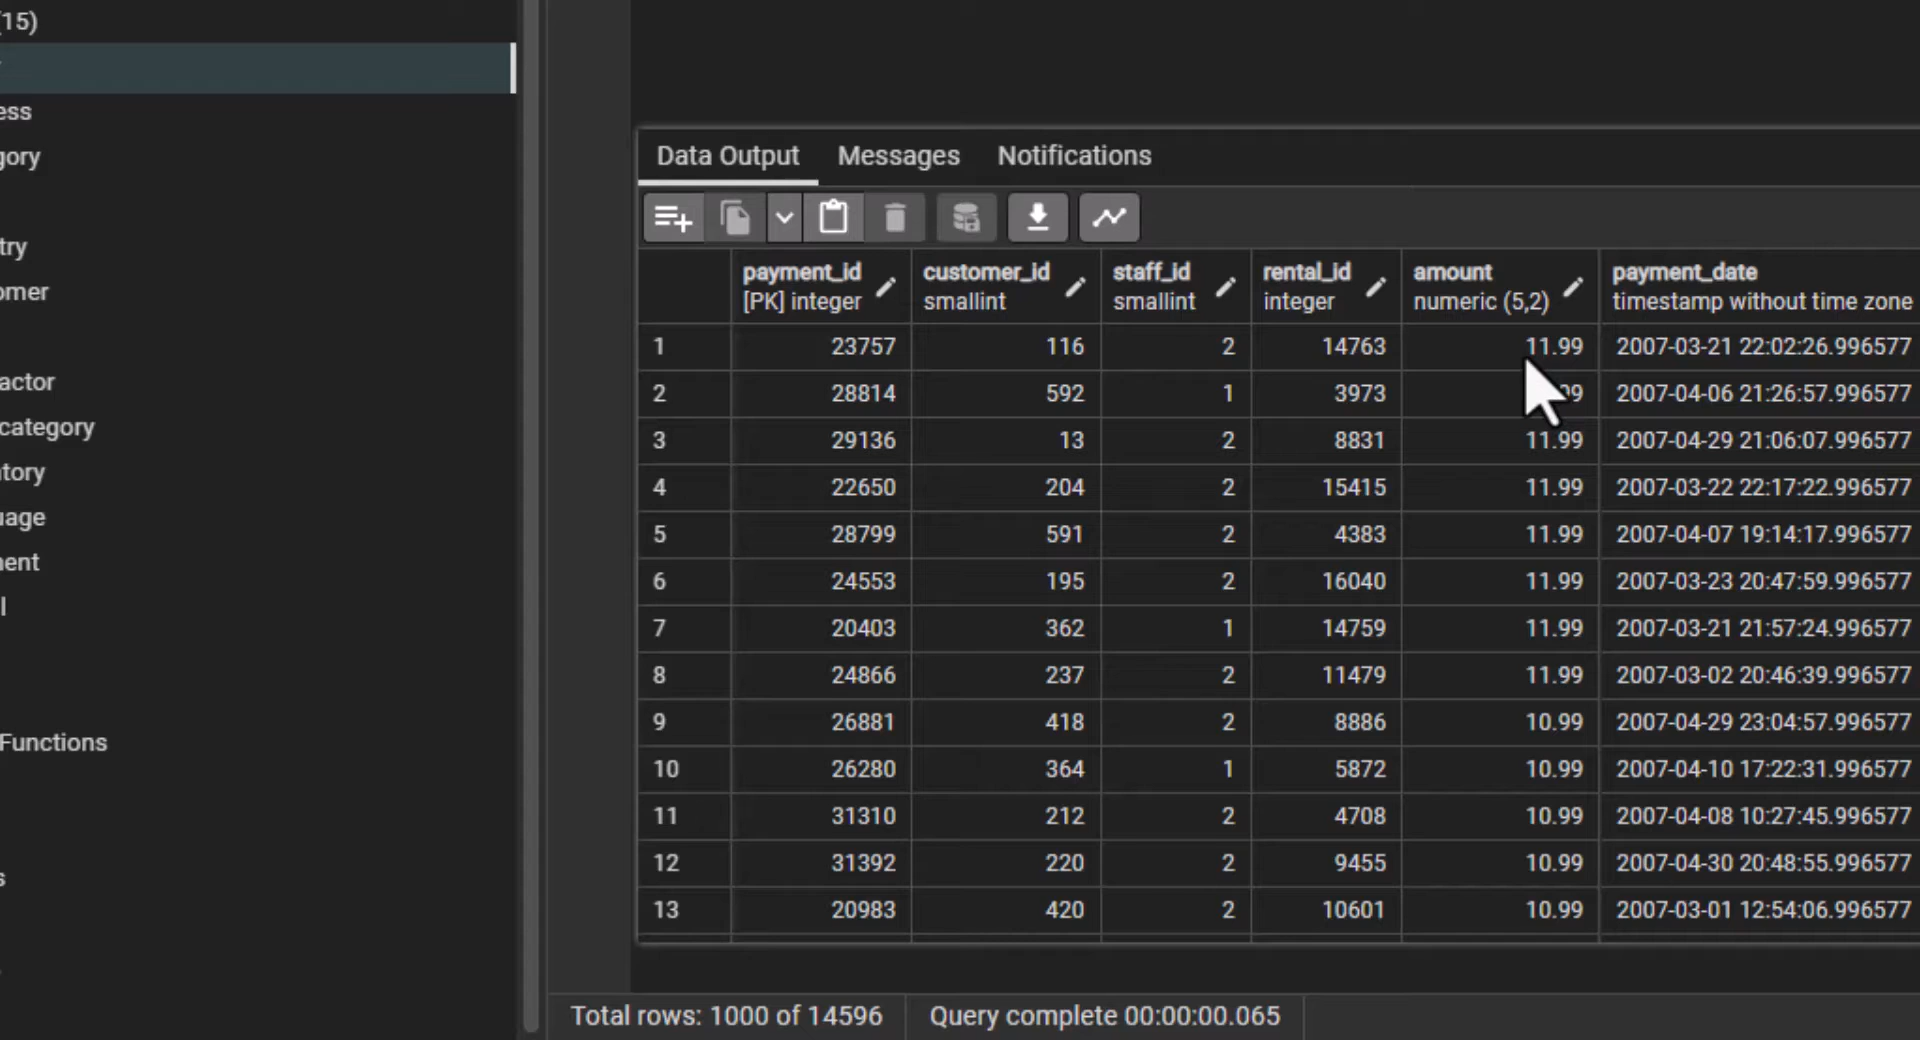 (15)
ess
gory
try
omer
actor
category
tory
uage
nent
l
Functions
s
Data Output Messages Notifications
payment_id customer_id staff_id rental_id amount payment_date
[PK] integer smallint smallint integer numeric (5,2) timestamp without time zone
1 23757 116 2 14763 11.99 2007-03-21 22:02:26.996577
2 28814 592 1 3973 99 2007-04-06 21:26:57.996577
3 29136 13 2 8831 11.99 2007-04-29 21:06:07.996577
4 22650 204 2 15415 11.99 2007-03-22 22:17:22.996577
5 28799 591 2 4383 11.99 2007-04-07 19:14:17.996577
6 24553 195 2 16040 11.99 2007-03-23 20:47:59.996577
7 20403 362 1 14759 11.99 2007-03-21 21:57:24.996577
8 24866 237 2 11479 11.99 2007-03-02 20:46:39.996577
9 26881 418 2 8886 10.99 2007-04-29 23:04:57.996577
10 26280 364 1 5872 10.99 2007-04-10 17:22:31.996577
11 31310 212 2 4708 10.99 2007-04-08 10:27:45.996577
12 31392 220 2 9455 10.99 2007-04-30 20:48:55.996577
13 20983 420 2 10601 10.99 2007-03-01 12:54:06.996577
Total rows: 1000 of 14596 Query complete 00:00:00.065